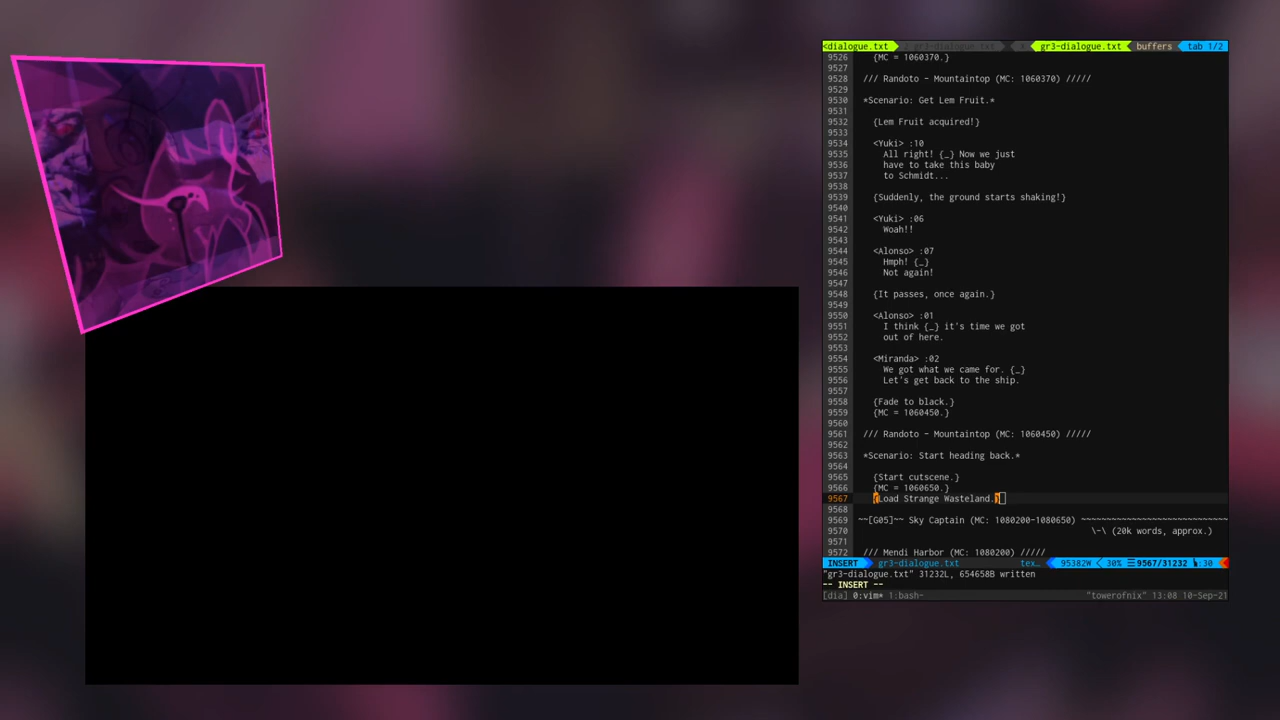 <dialogue.txt gr3-dialogue.txt gr3-dialogue.txt buffers tab 1/2
9526 {MC = 1060370.}
9527
9528 /// Randoto - Mountaintop (MC: 1060370) /////
9529
9530 *Scenario: Get Lem Fruit.*
9531
9532 {Lem Fruit acquired!}
9533
9534 <Yuki> :10
9535 All right! {_} Now we just
9536 have to take this baby
9537 to Schmidt...
9538
9539 {Suddenly, the ground starts shaking!}
9540
9541 <Yuki> :06
9542 Woah!!
9543
9544 <Alonso> :07
9545 Hmph! {_}
9546 Not again!
9547
9548 {It passes, once again.}
9549
9550 <Alonso> :01
9551 I think {_} it's time we got
9552 out of here.
9553
9554 <Miranda> :02
9555 We got what we came for. {_}
9556 Let's get back to the ship.
9557
9558 {Fade to black.}
9559 {MC = 1060450.}
9560
9561 /// Randoto - Mountaintop (MC: 1060450) /////
9562
9563 *Scenario: Start heading back.*
9564
9565 {Start cutscene.}
9566 {MC = 1060650.}
9567 {Load Strange Wasteland.}
9568
9569 ~~[G05]~~ Sky Captain (MC: 1080200-1080650) ~~~~~~~~~~~~~~~~~~~~~~~~~~~~~
9570 \-\ (20k words, approx.)
9571
9572 /// Mendi Harbor (MC: 1080200) /////
INSERT gr3-dialogue.txt tex… 95382W 30% ☰9567/31232 :30
"gr3-dialogue.txt" 31232L, 654658B written
-- INSERT --
[dia] 0:vim* 1:bash- "towerofnix" 13:08 10-Sep-21